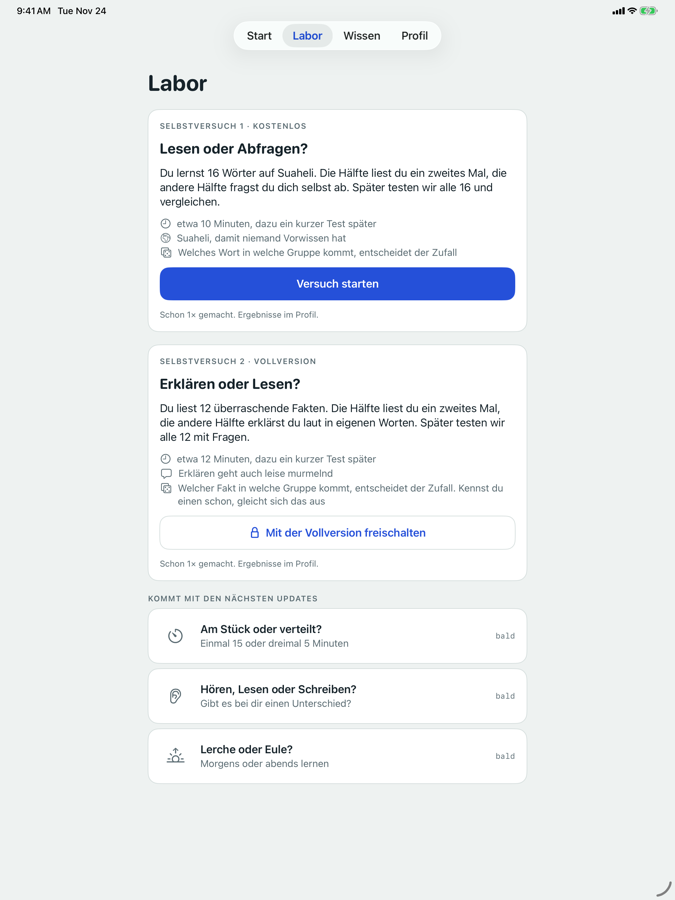 9:41 AM Tue Nov 24
Start Labor Wissen Profil
Labor
SELBSTVERSUCH 1 · KOSTENLOS
Lesen oder Abfragen?
Du lernst 16 Wörter auf Suaheli. Die Hälfte liest du ein zweites Mal, die
andere Hälfte fragst du dich selbst ab. Später testen wir alle 16 und
vergleichen.
etwa 10 Minuten, dazu ein kurzer Test später
Suaheli, damit niemand Vorwissen hat
Welches Wort in welche Gruppe kommt, entscheidet der Zufall
Versuch starten
Schon 1× gemacht. Ergebnisse im Profil.
SELBSTVERSUCH 2 · VOLLVERSION
Erklären oder Lesen?
Du liest 12 überraschende Fakten. Die Hälfte liest du ein zweites Mal,
die andere Hälfte erklärst du laut in eigenen Worten. Später testen wir
alle 12 mit Fragen.
etwa 12 Minuten, dazu ein kurzer Test später
Erklären geht auch leise murmelnd
Welcher Fakt in welche Gruppe kommt, entscheidet der Zufall. Kennst du
einen schon, gleicht sich das aus
Mit der Vollversion freischalten
Schon 1× gemacht. Ergebnisse im Profil.
KOMMT MIT DEN NÄCHSTEN UPDATES
Am Stück oder verteilt?
Einmal 15 oder dreimal 5 Minuten
bald
Hören, Lesen oder Schreiben?
Gibt es bei dir einen Unterschied?
bald
Lerche oder Eule?
Morgens oder abends lernen
bald